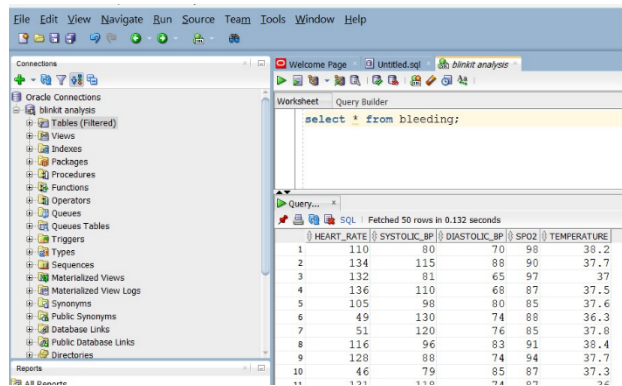 File Edit View Navigate Run Source Team Tools Window Help
Connections
Oracle Connections
blinkit analysis
Tables (Filtered)
Views
Indexes
Packages
Procedures
Functions
Operators
Queues
Queues Tables
Triggers
Types
Sequences
Materialized Views
Materialized View Logs
Synonyms
Public Synonyms
Database Links
Public Database Links
Directories
Reports
All Reports
Welcome Page Untitled.sql blinkit analysis
Worksheet Query Builder
select * from bleeding;
Query...
SQL | Fetched 50 rows in 0.132 seconds
HEART_RATE SYSTOLIC_BP DIASTOLIC_BP SPO2 TEMPERATURE
1 110 80 70 98 38.2
2 134 115 88 90 37.7
3 132 81 65 97 37
4 136 110 68 87 37.5
5 105 98 80 85 37.6
6 49 130 74 88 36.3
7 51 120 76 85 37.8
8 116 96 83 91 38.4
9 128 88 74 94 37.7
10 46 79 85 87 37.3
11 131 118 74 87 36